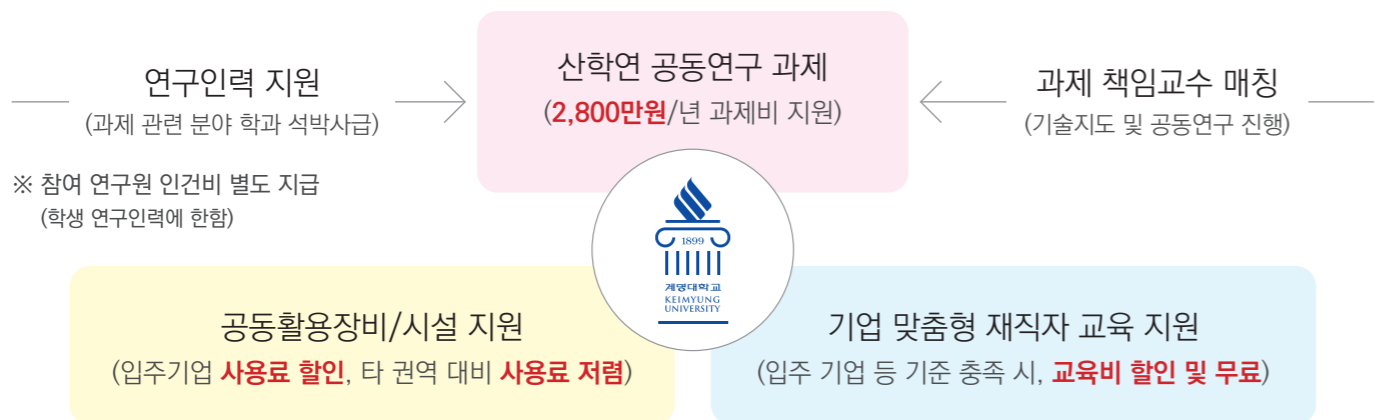 연구인력 지원
(과제 관련 분야 학과 석박사급)
※ 참여 연구원 인건비 별도 지급
(학생 연구인력에 한함)
산학연 공동연구 과제
(2,800만원/년 과제비 지원)
과제 책임교수 매칭
(기술지도 및 공동연구 진행)
1899
계명대학교
KEIMYUNG
UNIVERSITY
공동활용장비/시설 지원
(입주기업 사용료 할인, 타 권역 대비 사용료 저렴)
기업 맞춤형 재직자 교육 지원
(입주 기업 등 기준 충족 시, 교육비 할인 및 무료)